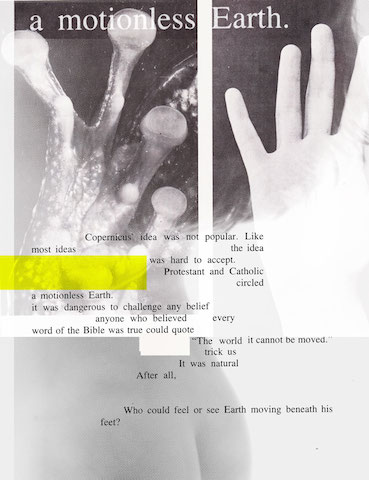 a motionless Earth.
Copernicus' idea was not popular. Like
most ideas the idea
was hard to accept.
Protestant and Catholic
circled
a motionless Earth.
it was dangerous to challenge any belief
anyone who believed every
word of the Bible was true could quote
"The world it cannot be moved."
trick us
It was natural
After all,
Who could feel or see Earth moving beneath his
feet?